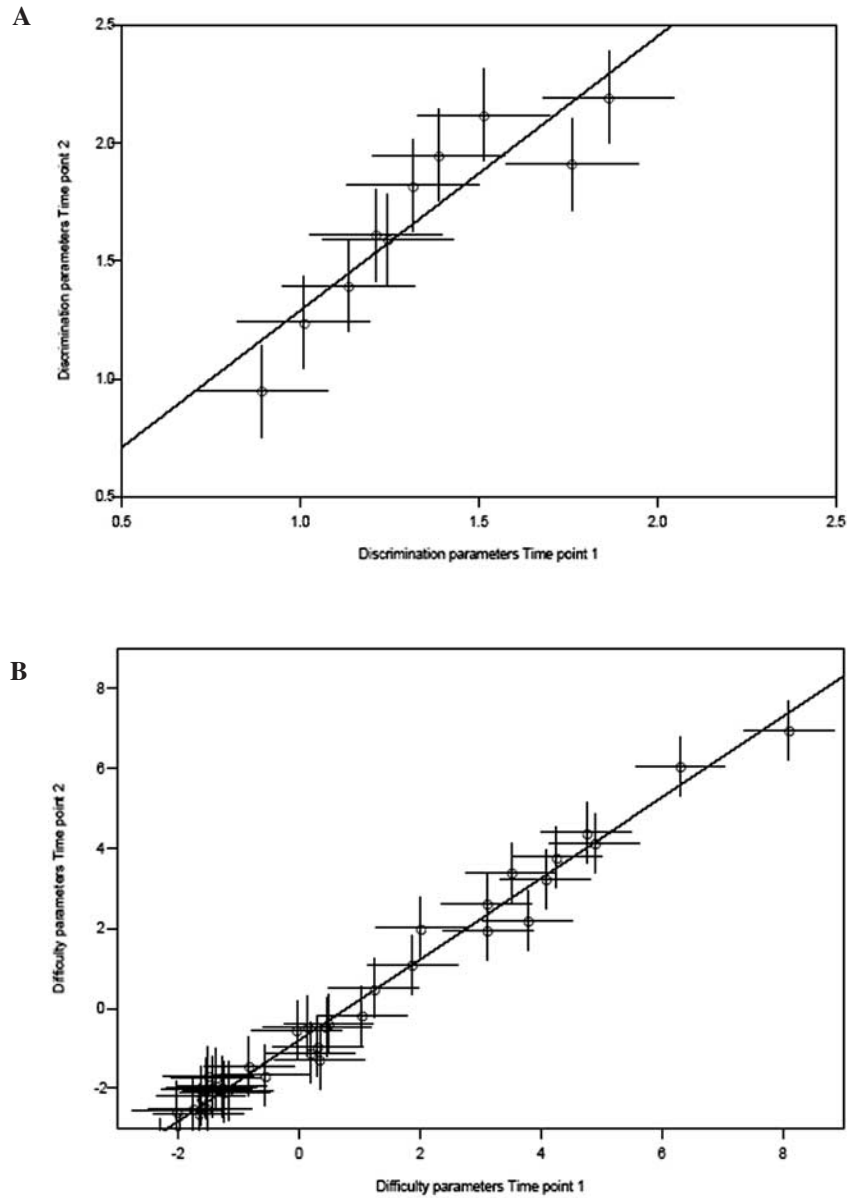 A
2.5
2.0
1.5
1.0
0.5
Discrimination parameters Time point 2
0.5 1.0 1.5 2.0 2.5
Discrimination parameters Time point 1
B
8
6
4
2
0
-2
Difficulty parameters Time point 2
-2 0 2 4 6 8
Difficulty parameters Time point 1